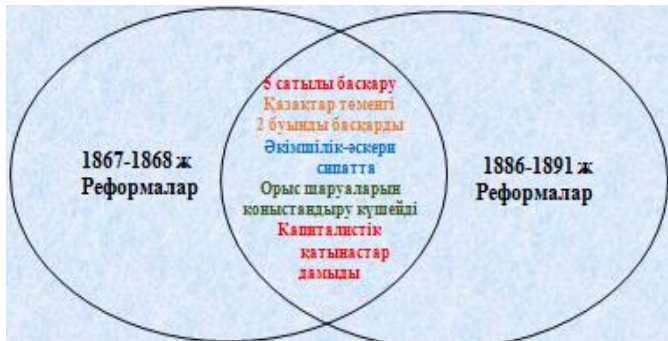 1867-1868 ж
Реформалар
5 сатылы басқару
Қазақтар төменгі
2 буынды басқарды
Әкімшілік-әскери
сипатта
Орыс шаруаларын
қоныстандыру күшейді
Капиталистік
қатынастар
дамыды
1886-1891 ж
Реформалар